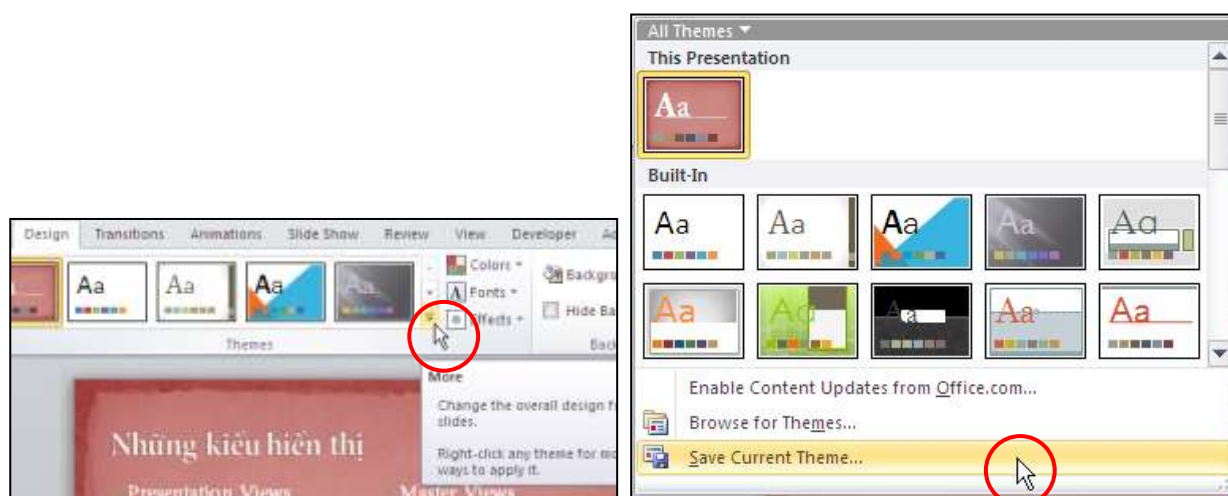 Design Transitions Animations Slide Show Review View Developer
Aa Aa Aa Aa
Colors
Fonts
Effects
Hide
Themes
More
Change the overall design
slides.
Right-click any theme for
ways to apply it.
Những kiểu hiển thị
Presentation Views Master Views
All Themes
This Presentation
Aa
Built-In
Aa Aa Aa Aa Aa
Aa Aa Aa Aa Aa
Enable Content Updates from Office.com...
Browse for Themes...
Save Current Theme...